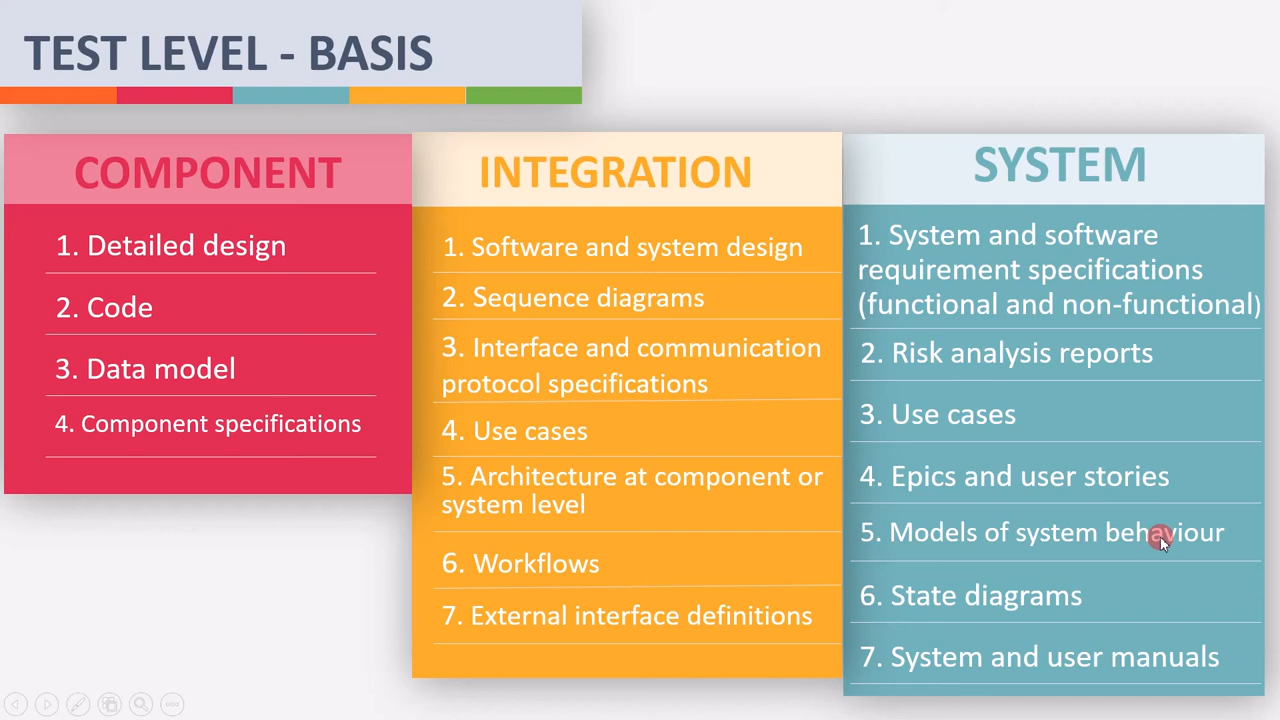 TEST LEVEL - BASIS
COMPONENT
1. Detailed design
2. Code
3. Data model
4. Component specifications
INTEGRATION
1. Software and system design
2. Sequence diagrams
3. Interface and communication
protocol specifications
4. Use cases
5. Architecture at component or
system level
6. Workflows
7. External interface definitions
SYSTEM
1. System and software
requirement specifications
(functional and non-functional)
2. Risk analysis reports
3. Use cases
4. Epics and user stories
5. Models of system behaviour
6. State diagrams
7. System and user manuals